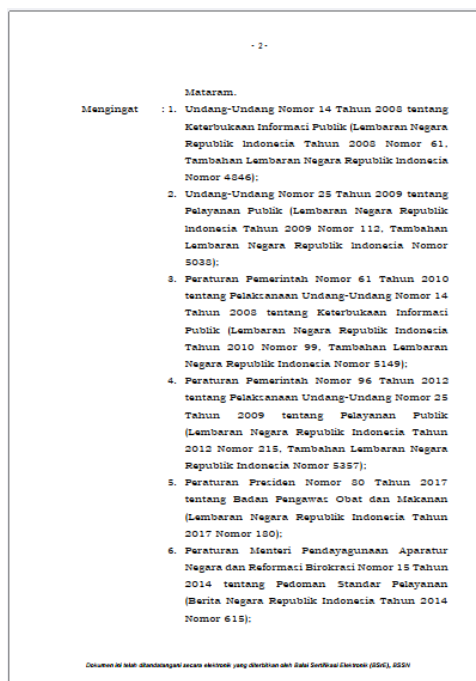 - 2 -
Mataram.
Mengingat : 1. Undang-Undang Nomor 14 Tahun 2008 tentang
Keterbukaan Informasi Publik (Lembaran Negara
Republik Indonesia Tahun 2008 Nomor 61,
Tambahan Lembaran Negara Republik Indonesia
Nomor 4846);
2. Undang-Undang Nomor 25 Tahun 2009 tentang
Pelayanan Publik (Lembaran Negara Republik
Indonesia Tahun 2009 Nomor 112, Tambahan
Lembaran Negara Republik Indonesia Nomor
5038);
3. Peraturan Pemerintah Nomor 61 Tahun 2010
tentang Pelaksanaan Undang-Undang Nomor 14
Tahun 2008 tentang Keterbukaan Informasi
Publik (Lembaran Negara Republik Indonesia
Tahun 2010 Nomor 99, Tambahan Lembaran
Negara Republik Indonesia Nomor 5149);
4. Peraturan Pemerintah Nomor 96 Tahun 2012
tentang Pelaksanaan Undang-Undang Nomor 25
Tahun 2009 tentang Pelayanan Publik
(Lembaran Negara Republik Indonesia Tahun
2012 Nomor 215, Tambahan Lembaran Negara
Republik Indonesia Nomor 5357);
5. Peraturan Presiden Nomor 80 Tahun 2017
tentang Badan Pengawas Obat dan Makanan
(Lembaran Negara Republik Indonesia Tahun
2017 Nomor 180);
6. Peraturan Menteri Pendayagunaan Aparatur
Negara dan Reformasi Birokrasi Nomor 15 Tahun
2014 tentang Pedoman Standar Pelayanan
(Berita Negara Republik Indonesia Tahun 2014
Nomor 615);
Dokumen ini telah ditandatangani secara elektronik yang diterbitkan oleh Balai Sertifikasi Elektronik (BSrE), BSSN